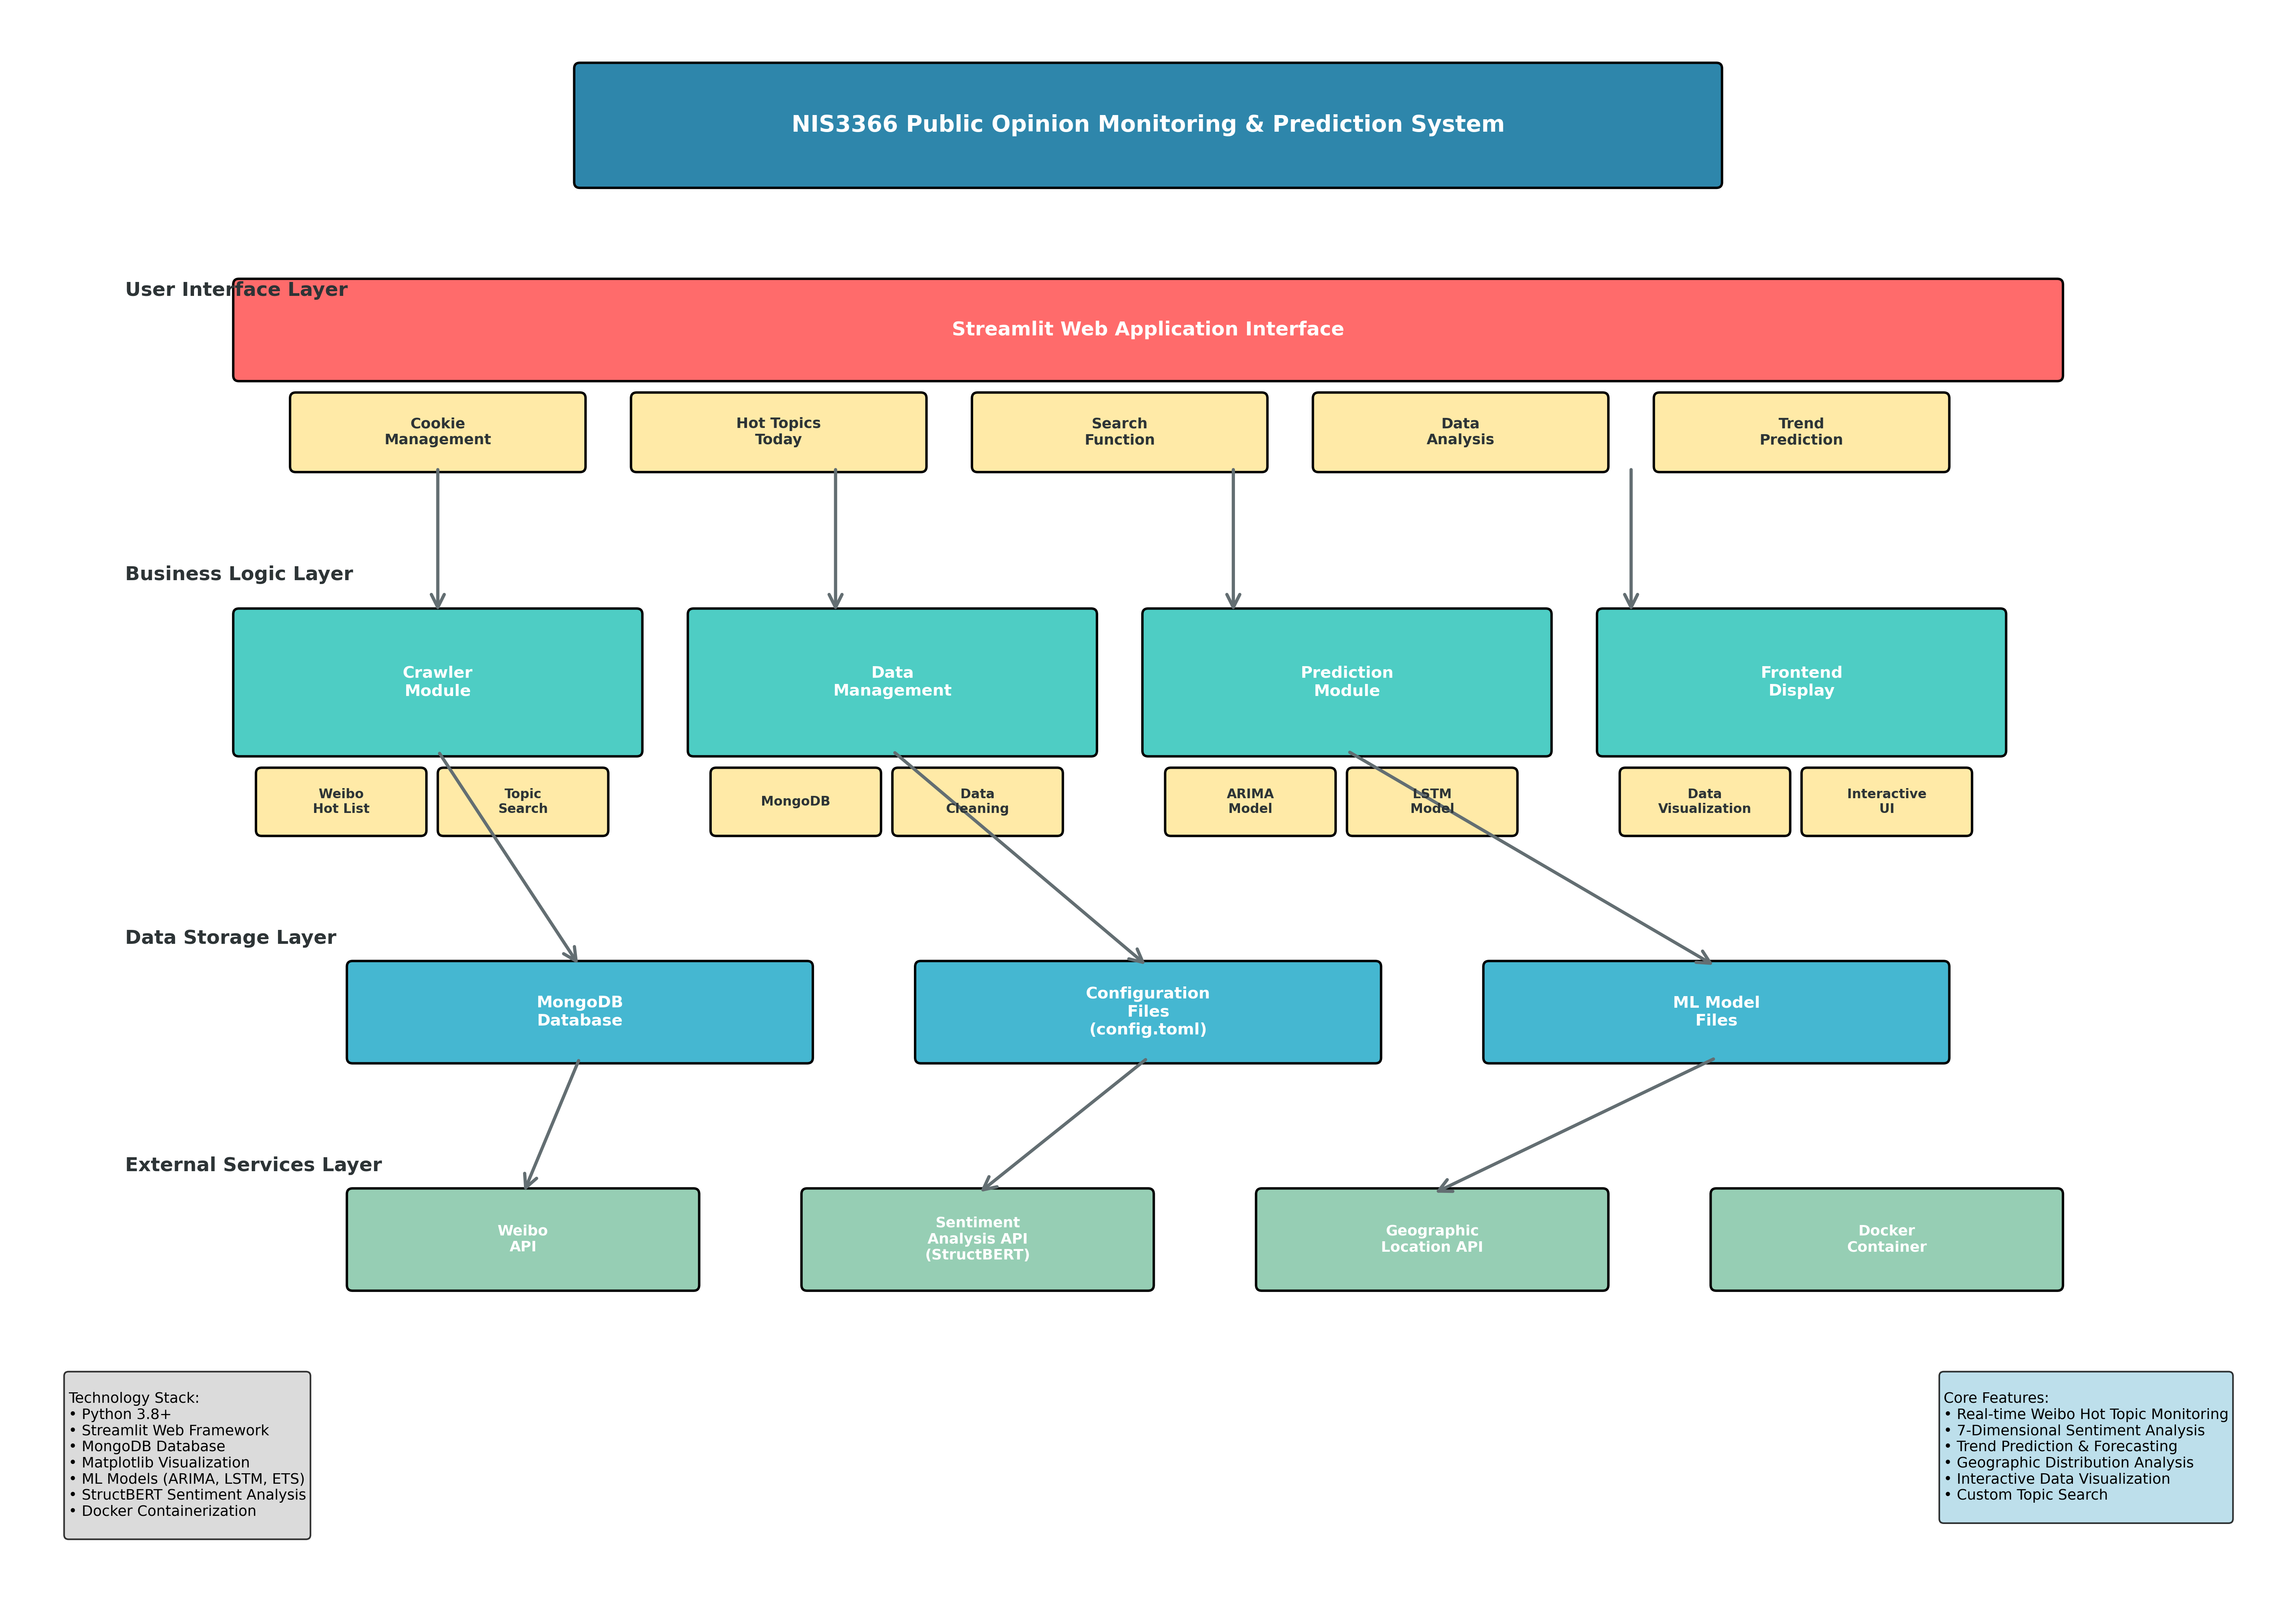 NIS3366 Public Opinion Monitoring & Prediction System
User Interface Layer
Streamlit Web Application Interface
Cookie
Management
Hot Topics
Today
Search
Function
Data
Analysis
Trend
Prediction
Business Logic Layer
Crawler
Module
Data
Management
Prediction
Module
Frontend
Display
Weibo
Hot List
Topic
Search
MongoDB
Data
Cleaning
ARIMA
Model
LSTM
Model
Data
Visualization
Interactive
UI
Data Storage Layer
MongoDB
Database
Configuration
Files
(config.toml)
ML Model
Files
External Services Layer
Weibo
API
Sentiment
Analysis API
(StructBERT)
Geographic
Location API
Docker
Container
Technology Stack:
• Python 3.8+
• Streamlit Web Framework
• MongoDB Database
• Matplotlib Visualization
• ML Models (ARIMA, LSTM, ETS)
• StructBERT Sentiment Analysis
• Docker Containerization
Core Features:
• Real-time Weibo Hot Topic Monitoring
• 7-Dimensional Sentiment Analysis
• Trend Prediction & Forecasting
• Geographic Distribution Analysis
• Interactive Data Visualization
• Custom Topic Search